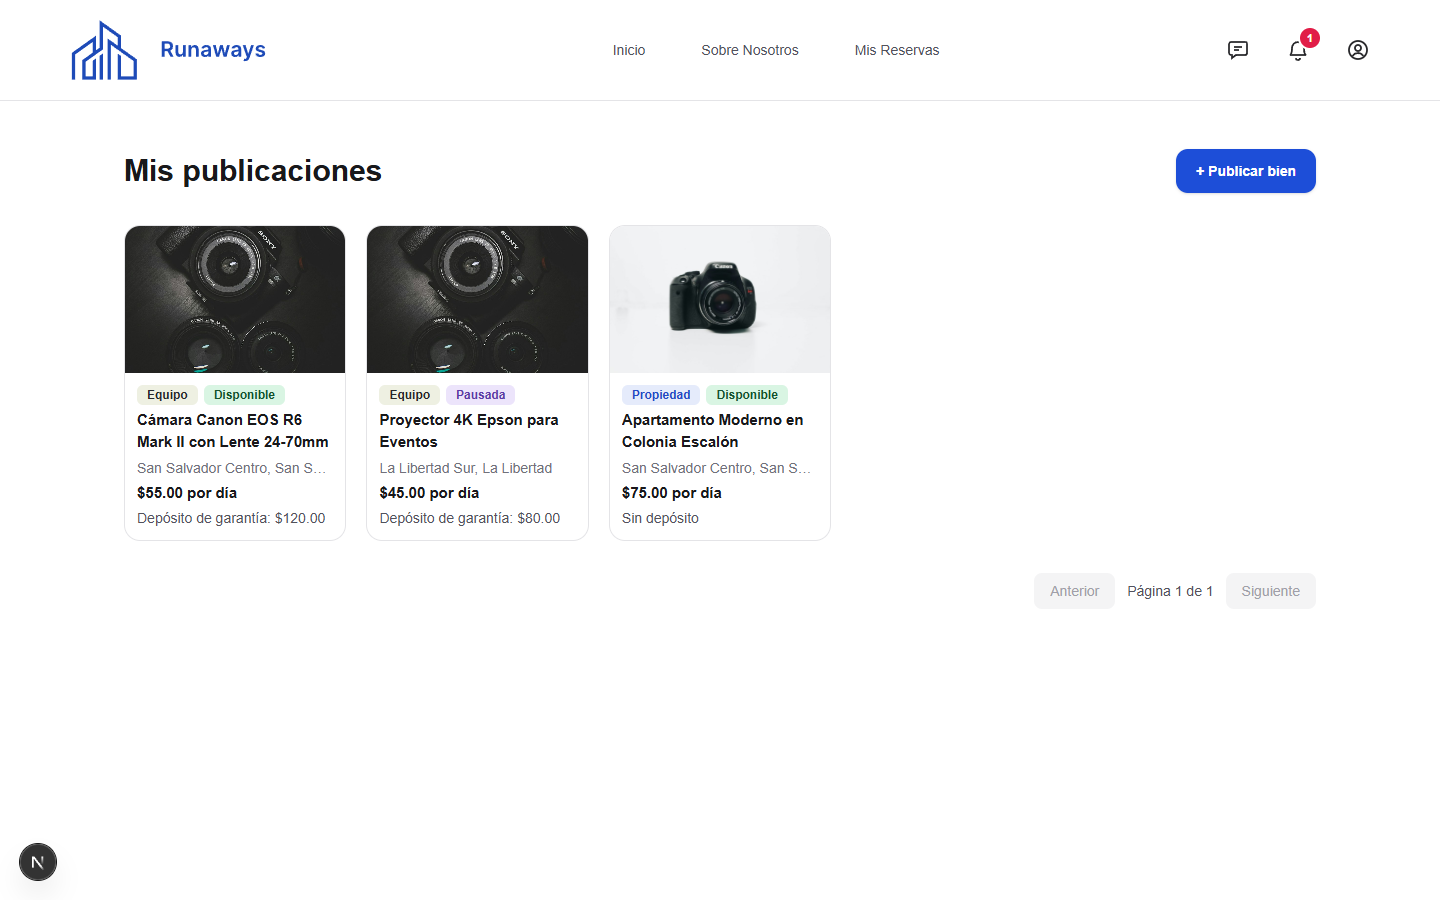 Runaways
Inicio
Sobre Nosotros
Mis Reservas
1
Mis publicaciones
+ Publicar bien
SONY
SONY
Canon
Equipo
Disponible
Cámara Canon EOS R6
Mark II con Lente 24-70mm
San Salvador Centro, San S...
$55.00 por día
Depósito de garantía: $120.00
Equipo
Pausada
Proyector 4K Epson para
Eventos
La Libertad Sur, La Libertad
$45.00 por día
Depósito de garantía: $80.00
Propiedad
Disponible
Apartamento Moderno en
Colonia Escalón
San Salvador Centro, San S...
$75.00 por día
Sin depósito
Anterior
Página 1 de 1
Siguiente
N